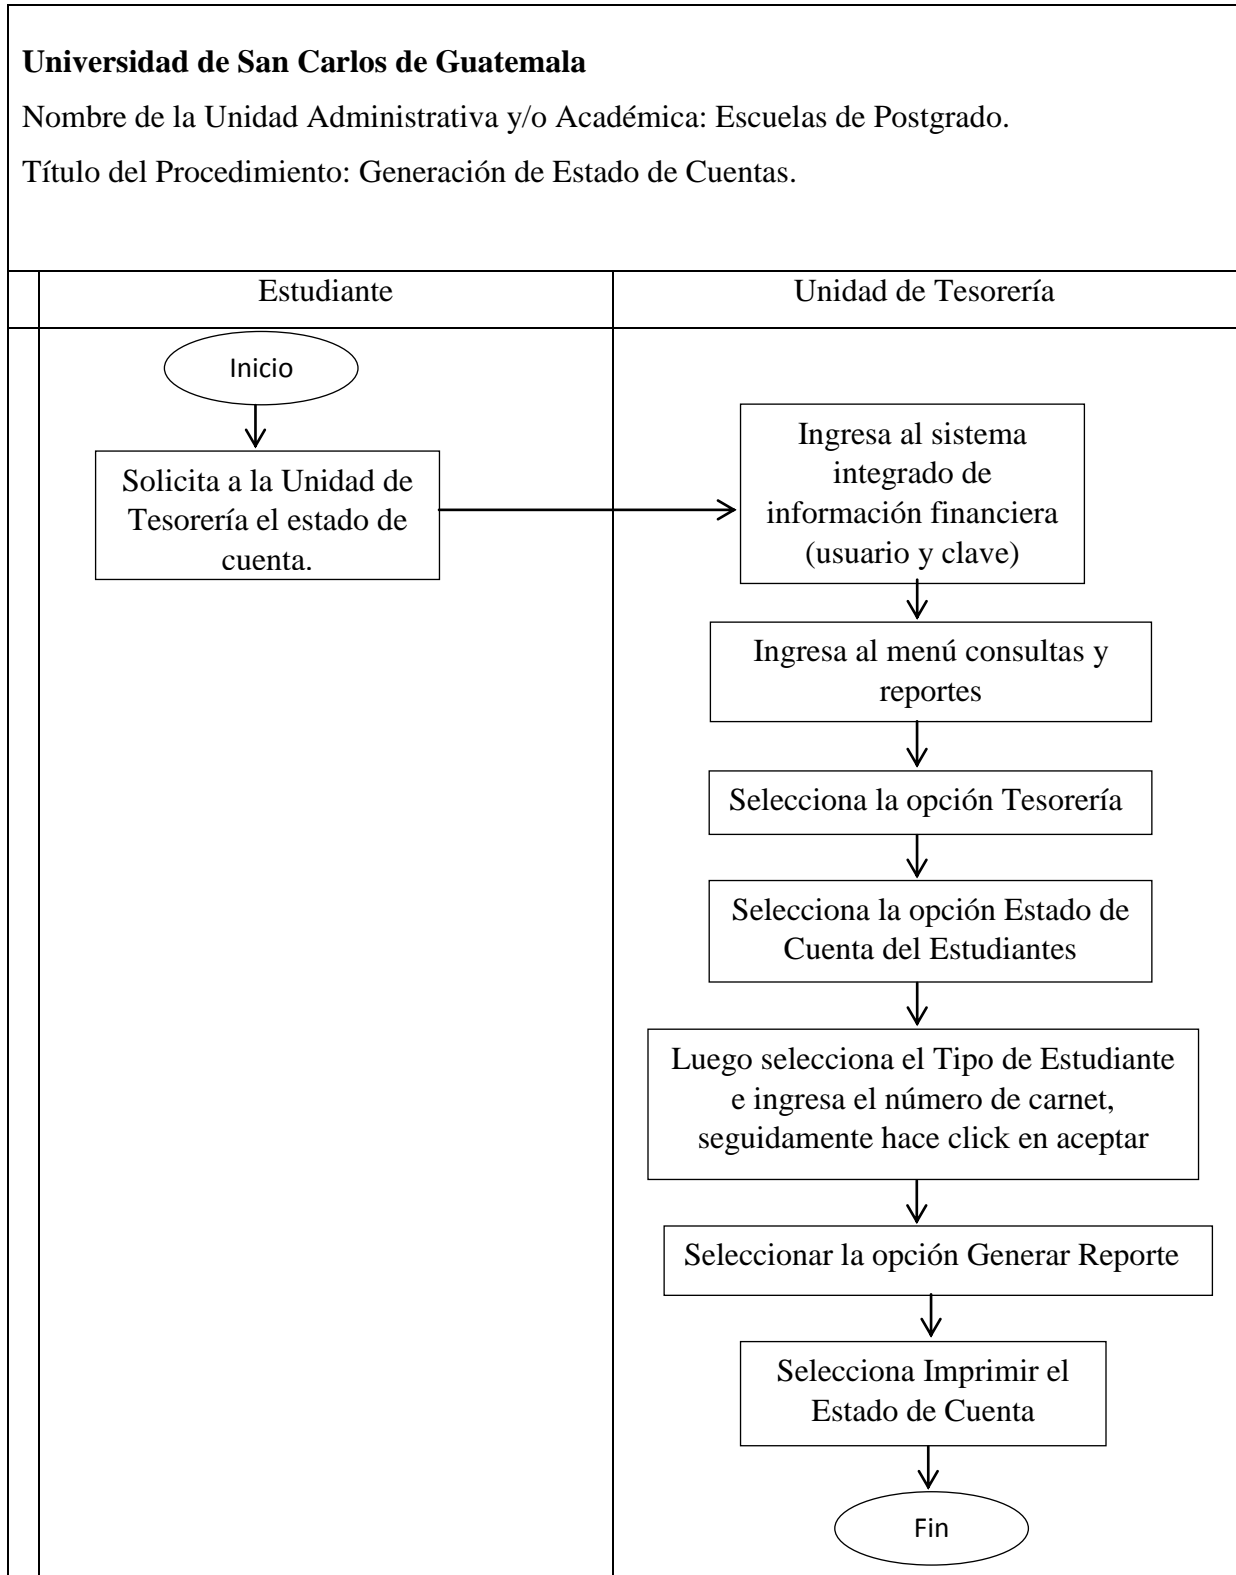 Universidad de San Carlos de Guatemala
Nombre de la Unidad Administrativa y/o Académica: Escuelas de Postgrado.
Título del Procedimiento: Generación de Estado de Cuentas.
Estudiante
Unidad de Tesorería
Inicio
Solicita a la Unidad de
Tesorería el estado de
cuenta.
Ingresa al sistema
integrado de
información financiera
(usuario y clave)
Ingresa al menú consultas y
reportes
Selecciona la opción Tesorería
Selecciona la opción Estado de
Cuenta del Estudiantes
Luego selecciona el Tipo de Estudiante
e ingresa el número de carnet,
seguidamente hace click en aceptar
Seleccionar la opción Generar Reporte
Selecciona Imprimir el
Estado de Cuenta
Fin